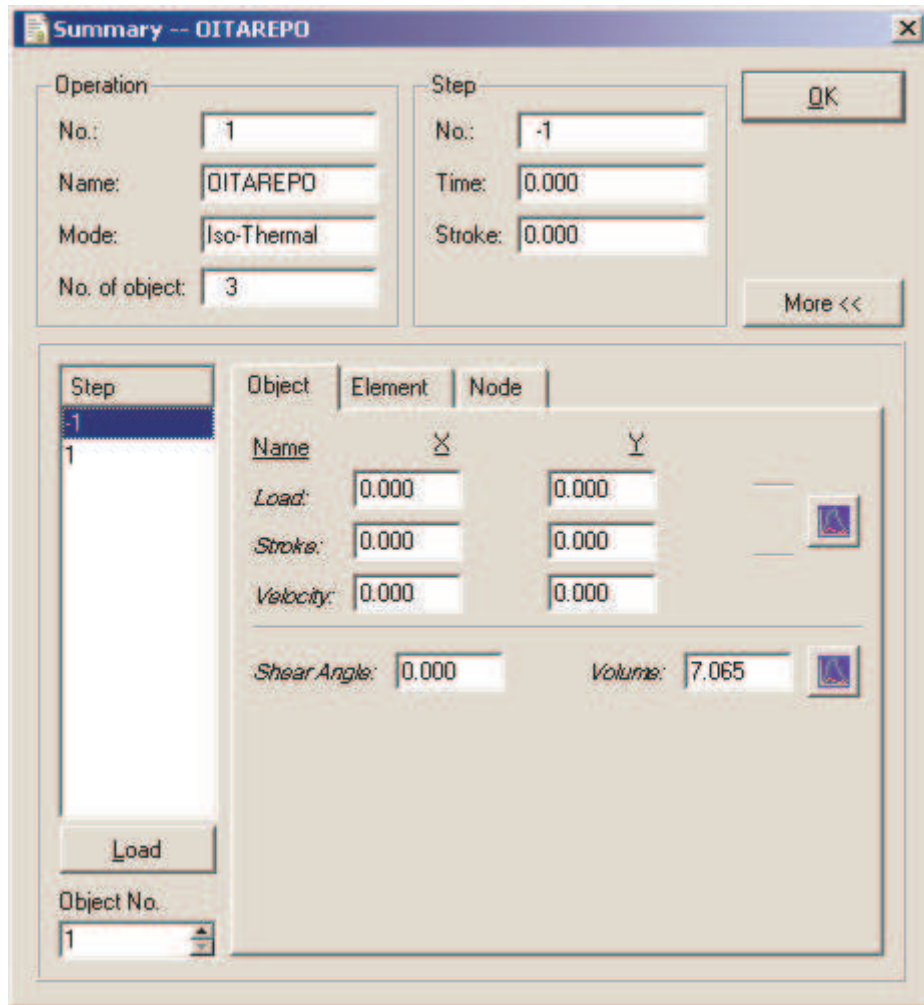 Summary -- OITAREPO
Operation
No.: 1
Name: OITAREPO
Mode: Iso-Thermal
No. of object: 3
Step
No.: -1
Time: 0.000
Stroke: 0.000
OK
More <<
Step
-1
1
Load
Object No.
1
Object Element Node
Name X Y
Load: 0.000 0.000
Stroke: 0.000 0.000
Velocity: 0.000 0.000
Shear Angle: 0.000 Volume: 7.065